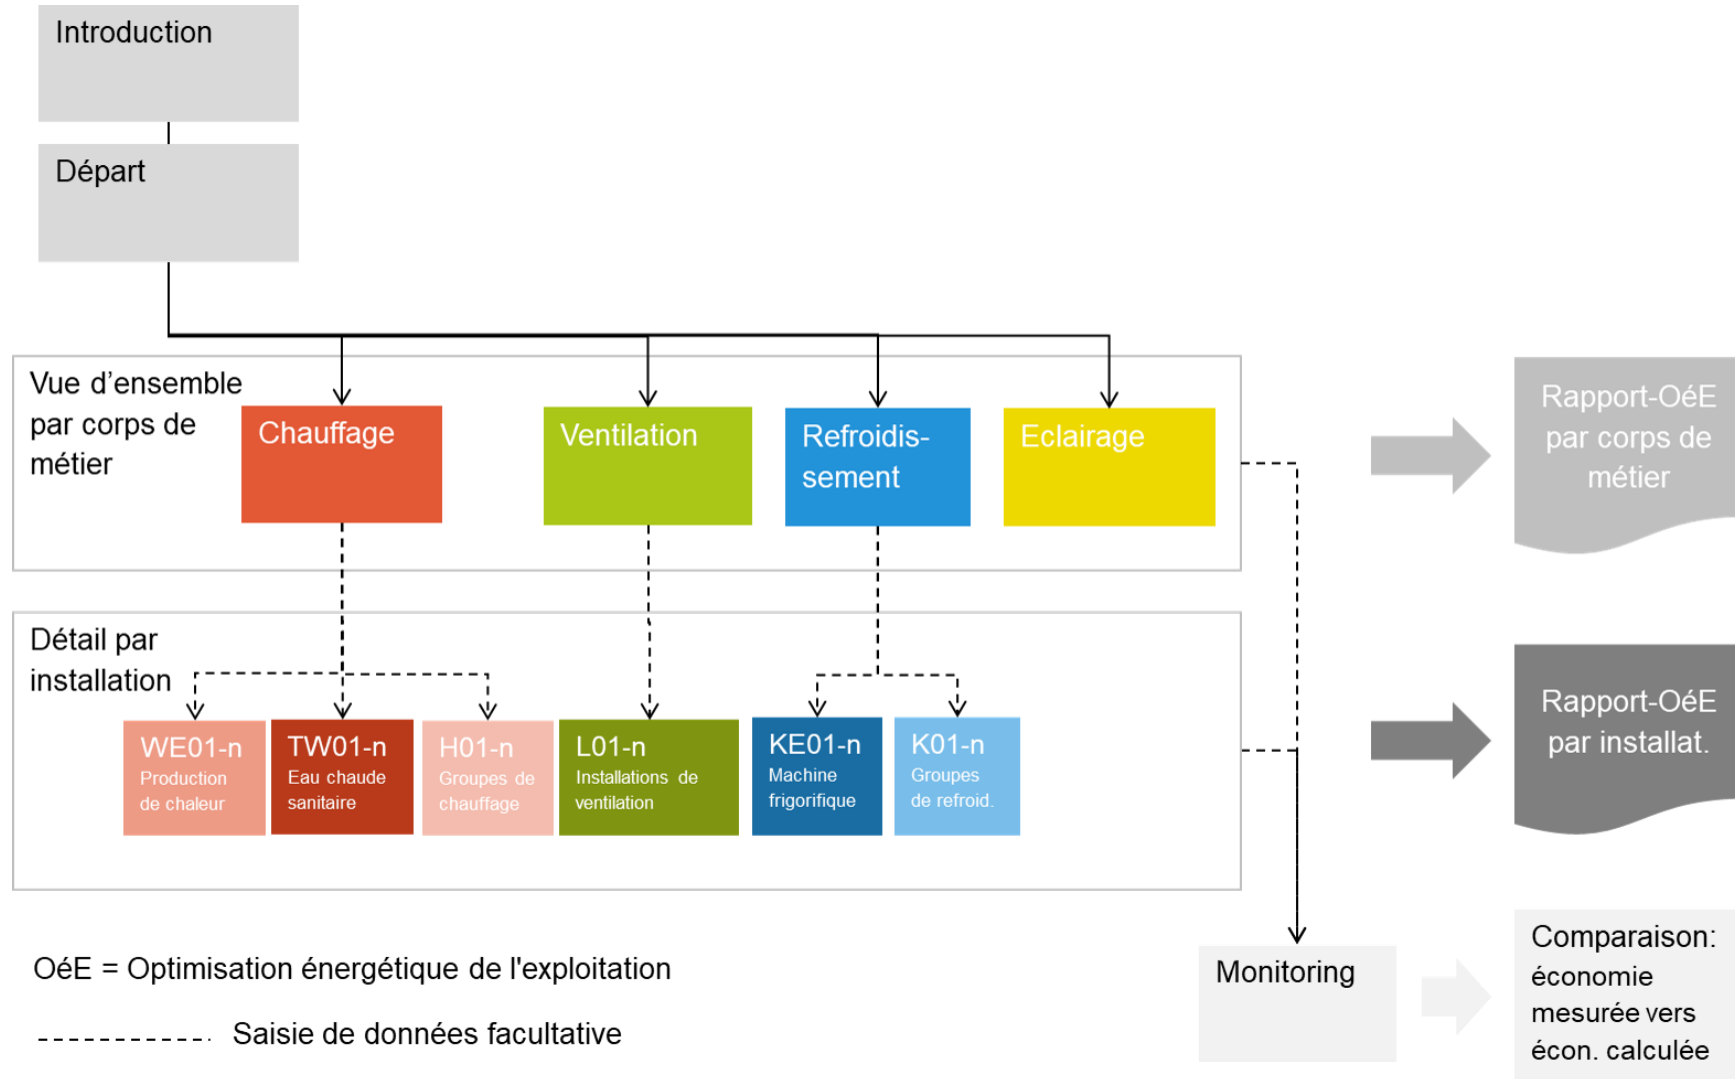 Introduction
Départ
Vue d’ensemble
par corps de
métier
Chauffage
Ventilation
Refroidis-
sement
Eclairage
Rapport-OéE
par corps de
métier
Détail par
installation
WE01-n
Production
de chaleur
TW01-n
Eau chaude
sanitaire
H01-n
Groupes de
chauffage
L01-n
Installations de
ventilation
KE01-n
Machine
frigorifique
K01-n
Groupes
de refroid.
Rapport-OéE
par installat.
OéE = Optimisation énergétique de l'exploitation
Saisie de données facultative
Monitoring
Comparaison:
économie
mesurée vers
écon. calculée